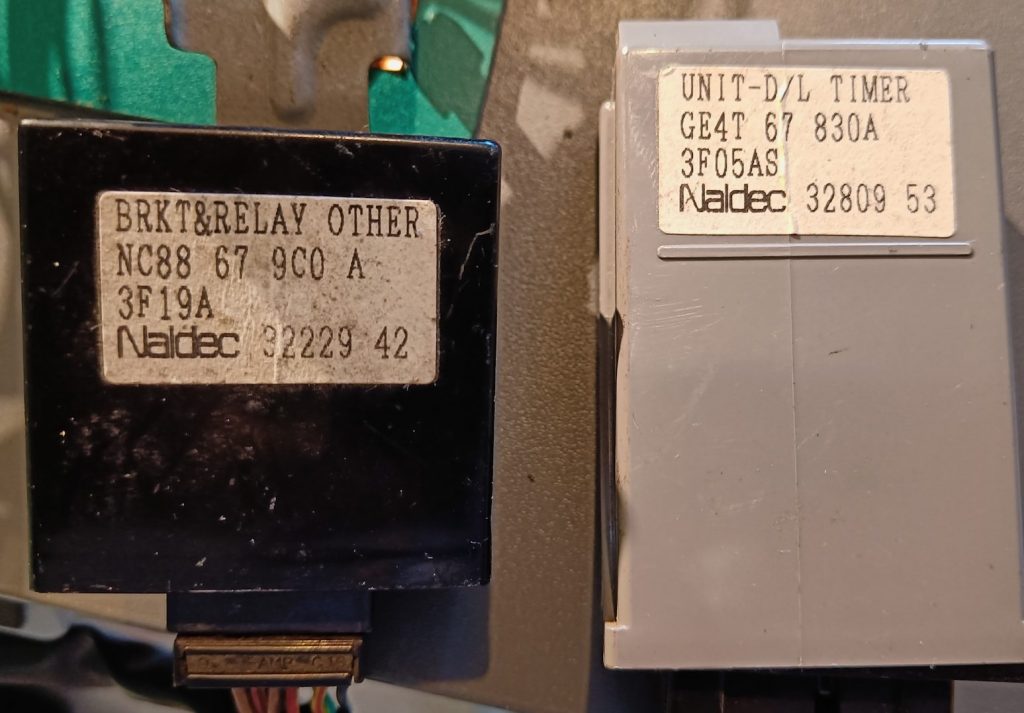 BRKT&RELAY OTHER
NC88 67 9C0 A
3F19A
Naldec 32229 42
UNIT-D/L TIMER
GE4T 67 830A
3F05AS
Naldec 32809 53
AMP